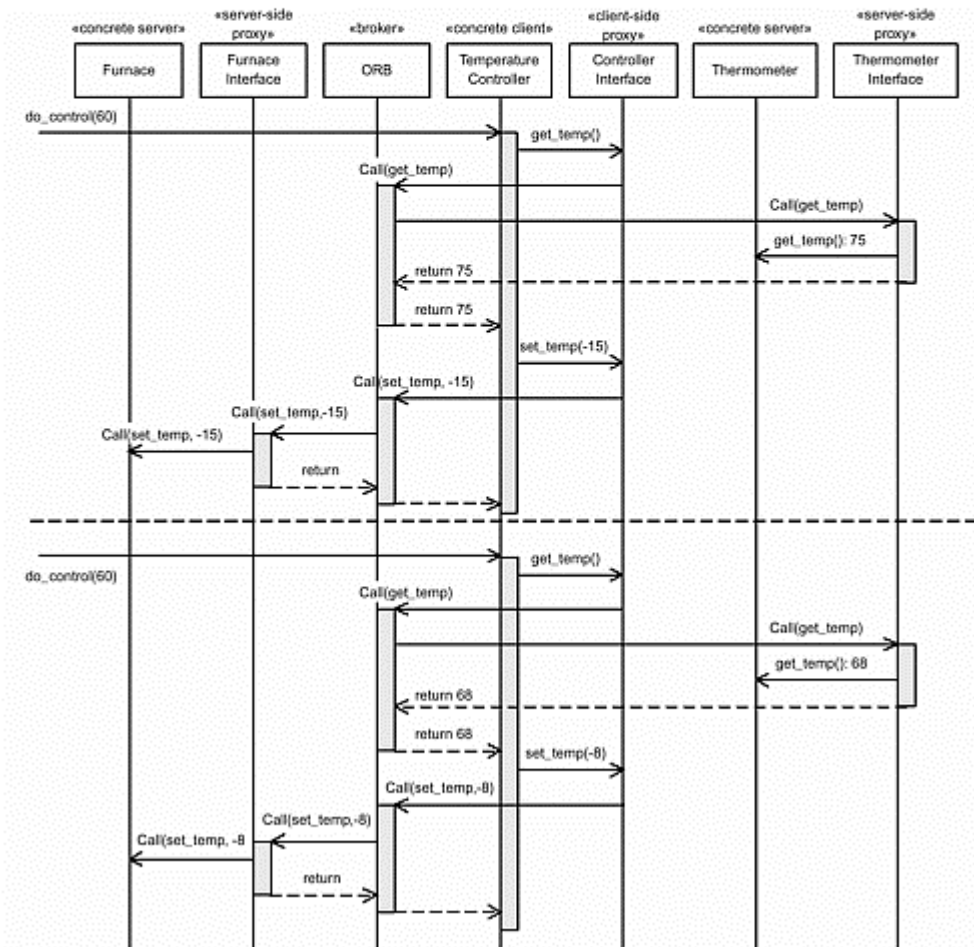 «concrete server»
«server-side
proxy»
«broker»
«concrete client»
«client-side
proxy»
«concrete server»
«server-side
proxy»
Furnace
Furnace
Interface
ORB
Temperature
Controller
Controller
Interface
Thermometer
Thermometer
Interface
do_control(60)
get_temp()
Call(get_temp)
Call(get_temp)
get_temp(): 75
return 75
return 75
set_temp(-15)
Call(set_temp, -15)
Call(set_temp,-15)
Call(set_temp, -15)
return
do_control(60)
get_temp()
Call(get_temp)
Call(get_temp)
get_temp(): 68
return 68
return 68
set_temp(-8)
Call(set_temp,-8)
Call(set_temp,-8)
Call(set_temp, -8
return